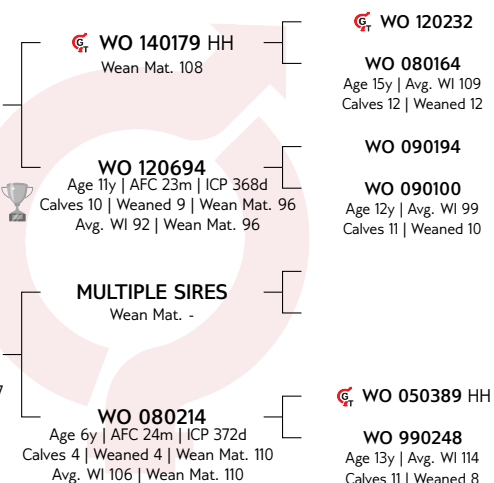 WO 140179 HH
Wean Mat. 108
WO 120694
Age 11y | AFC 23m | ICP 368d
Calves 10 | Weaned 9 | Wean Mat. 96
Avg. WI 92 | Wean Mat. 96
MULTIPLE SIRES
Wean Mat. -
WO 080214
Age 6y | AFC 24m | ICP 372d
Calves 4 | Weaned 4 | Wean Mat. 110
Avg. WI 106 | Wean Mat. 110
WO 120232
WO 080164
Age 15y | Avg. WI 109
Calves 12 | Weaned 12
WO 090194
WO 090100
Age 12y | Avg. WI 99
Calves 11 | Weaned 10
WO 050389 HH
WO 990248
Age 13y | Avg. WI 114
Calves 11 | Weaned 8